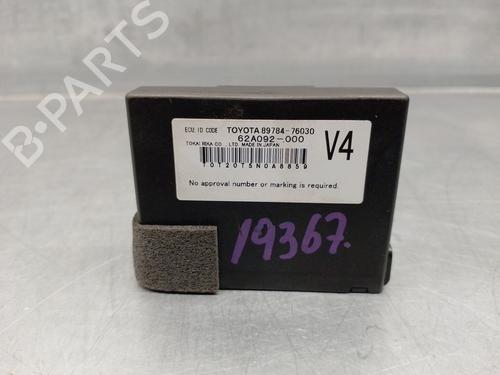 ECU ID CODE TOYOTA 89784-76030
62A092-000
TOKAI RIKA CO., LTD. MADE IN JAPAN
V4
10120T5N0A8859
No approval number or marking is required.
19367.
B-PARTS